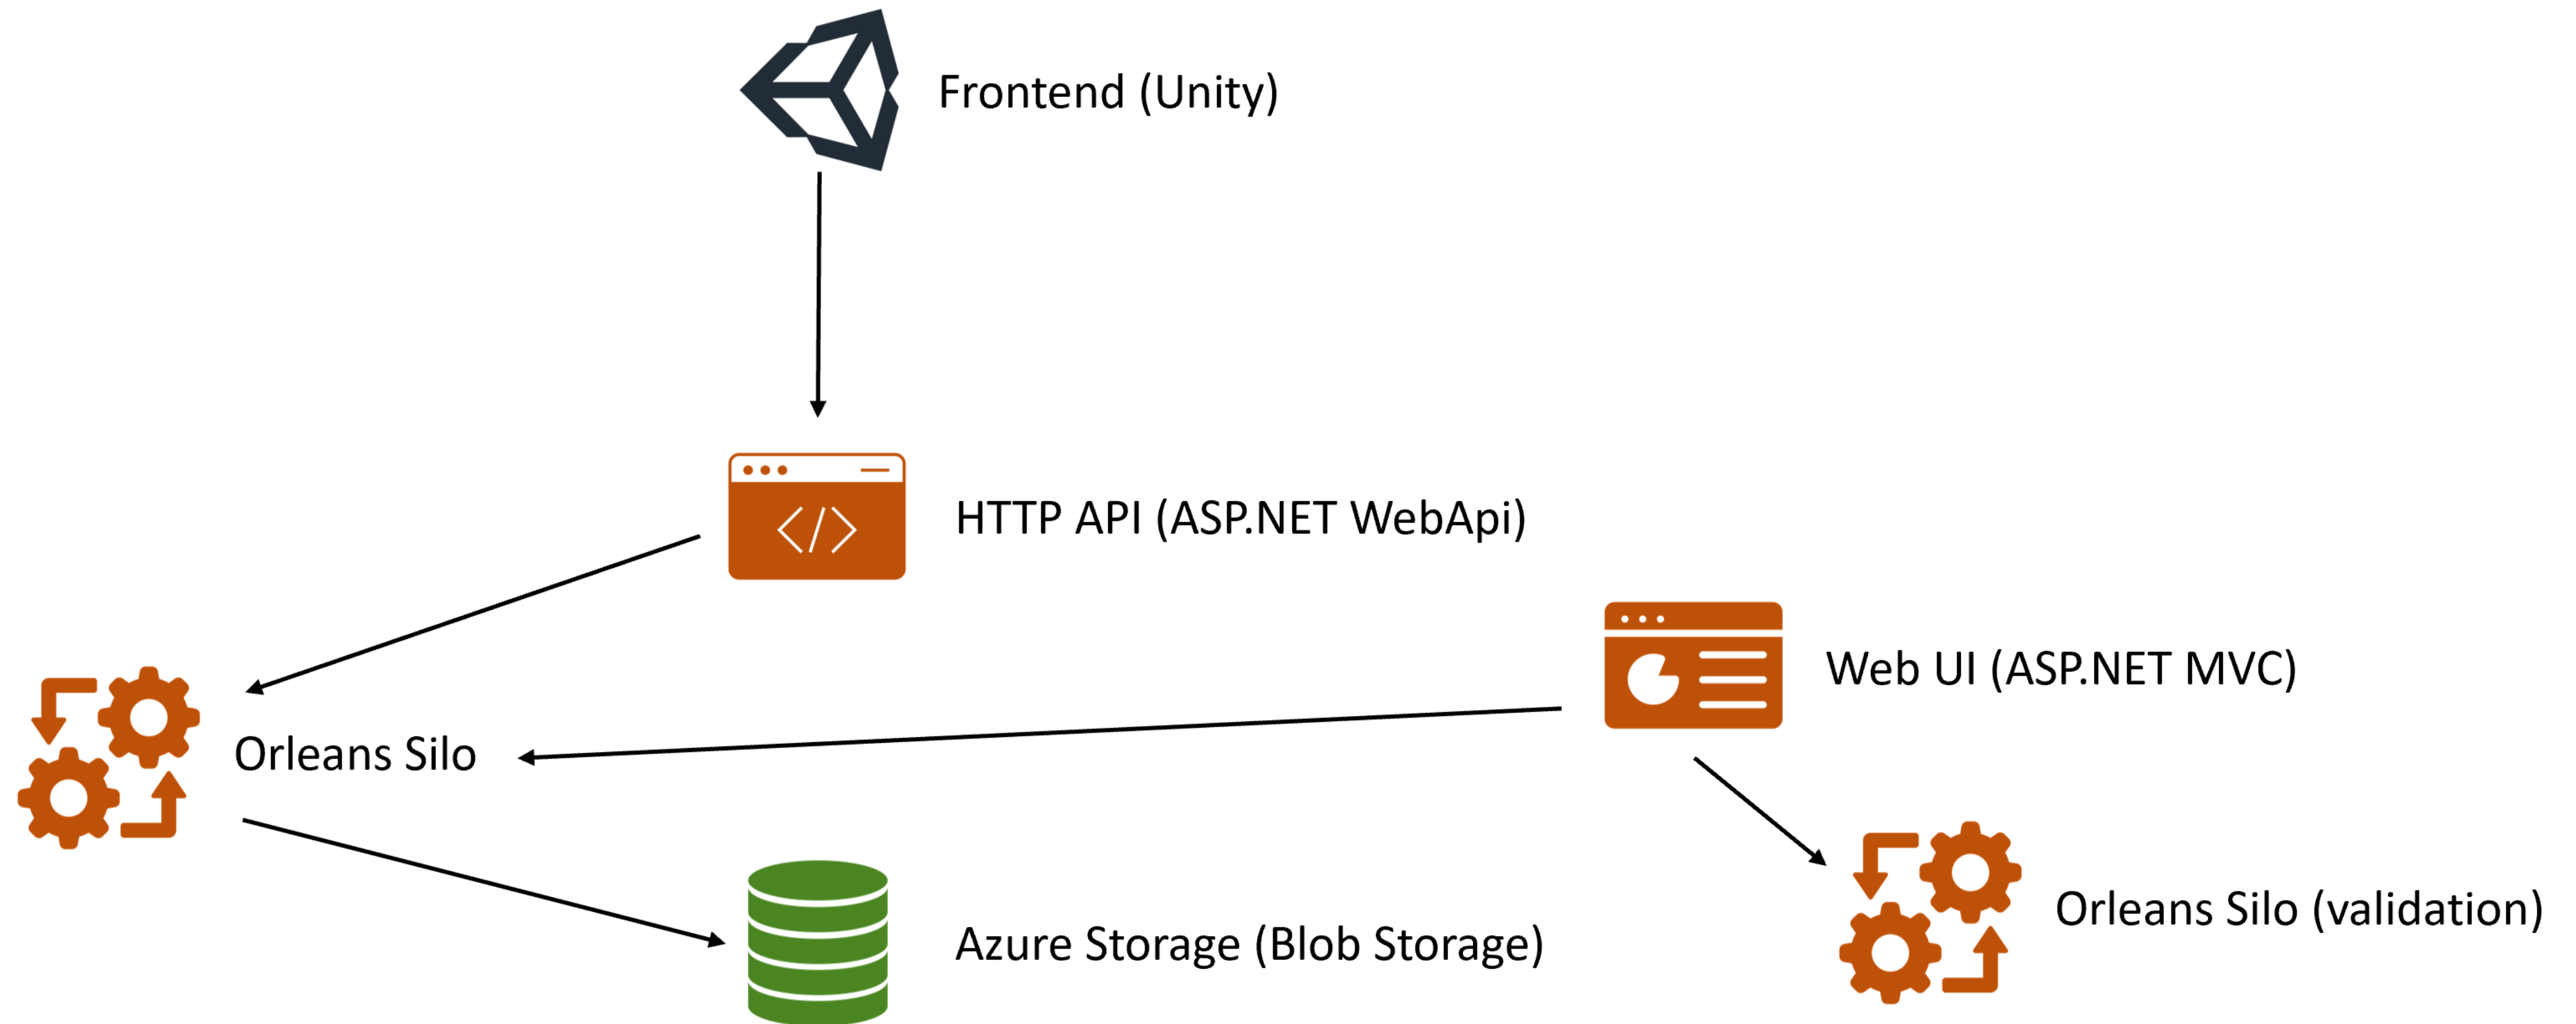 Frontend (Unity)
HTTP API (ASP.NET WebApi)
Web UI (ASP.NET MVC)
Orleans Silo
Orleans Silo (validation)
Azure Storage (Blob Storage)